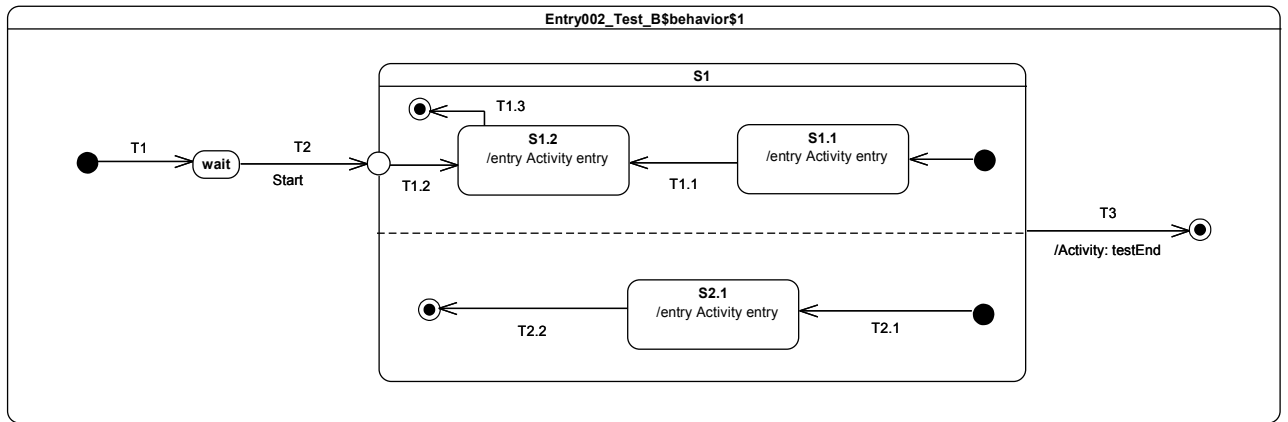 Entry002_Test_B$behavior$1
S1
T1.3
T1
T2
wait
Start
S1.2
/entry Activity entry
S1.1
/entry Activity entry
T1.2
T1.1
T3
/Activity: testEnd
S2.1
/entry Activity entry
T2.2
T2.1